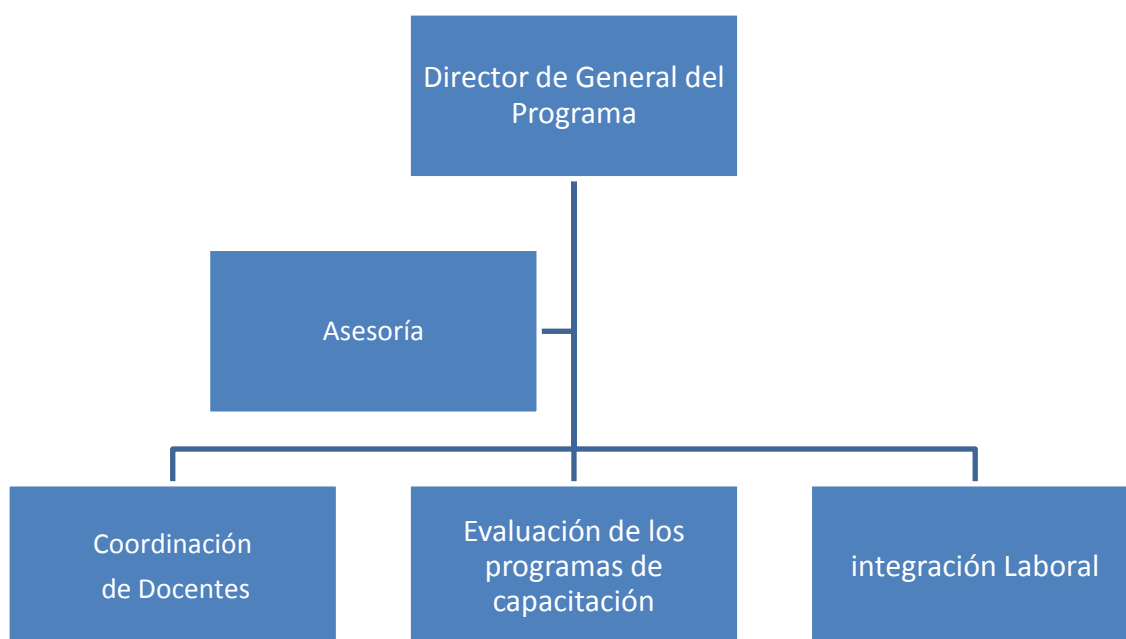 Director de General del
Programa
Asesoría
Coordinación
de Docentes
Evaluación de los
programas de
capacitación
integración Laboral